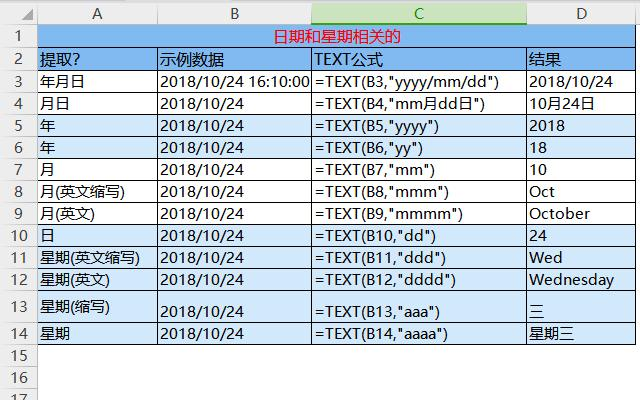 A B C D
1 日期和星期相关的
2 提取? 示例数据 TEXT公式 结果
3 年月日 2018/10/24 16:10:00 =TEXT(B3,"yyyy/mm/dd") 2018/10/24
4 月日 2018/10/24 =TEXT(B4,"mm月dd日") 10月24日
5 年 2018/10/24 =TEXT(B5,"yyyy") 2018
6 年 2018/10/24 =TEXT(B6,"yy") 18
7 月 2018/10/24 =TEXT(B7,"mm") 10
8 月(英文缩写) 2018/10/24 =TEXT(B8,"mmm") Oct
9 月(英文) 2018/10/24 =TEXT(B9,"mmmm") October
10 日 2018/10/24 =TEXT(B10,"dd") 24
11 星期(英文缩写) 2018/10/24 =TEXT(B11,"ddd") Wed
12 星期(英文) 2018/10/24 =TEXT(B12,"dddd") Wednesday
13 星期(缩写) 2018/10/24 =TEXT(B13,"aaa") 三
14 星期 2018/10/24 =TEXT(B14,"aaaa") 星期三
15
16
17